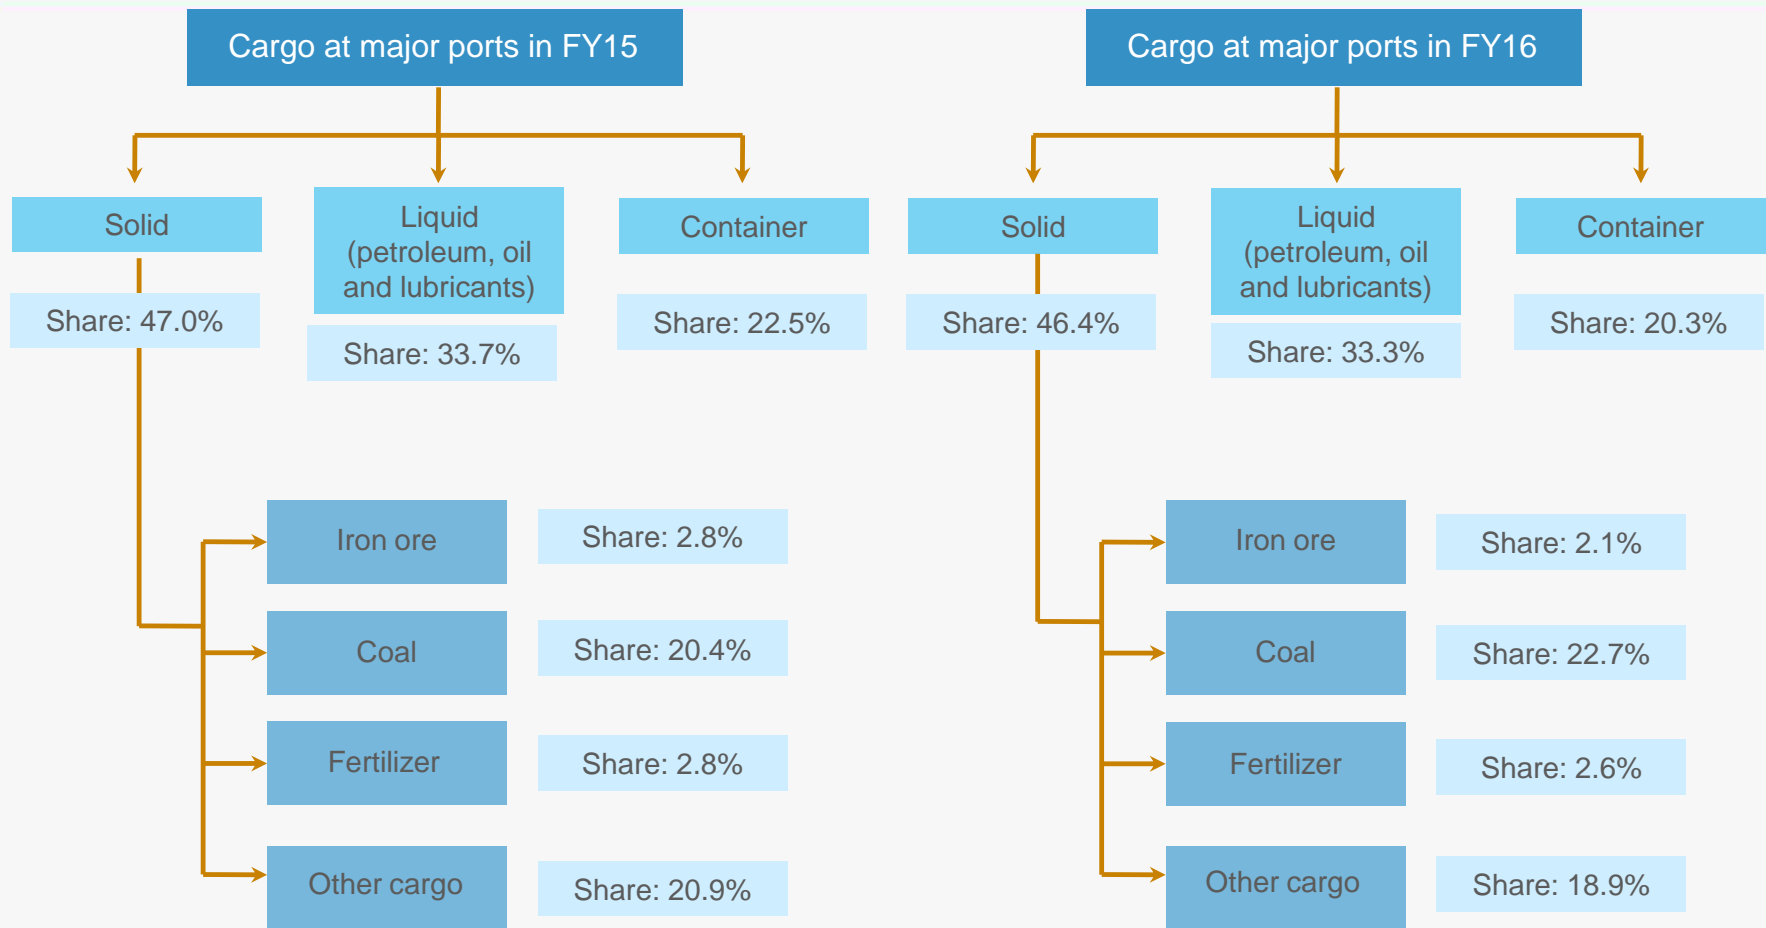 Cargo at major ports in FY15
Solid
Liquid
(petroleum, oil
and lubricants)
Container
Share: 47.0%
Share: 33.7%
Share: 22.5%
Iron ore
Share: 2.8%
Coal
Share: 20.4%
Fertilizer
Share: 2.8%
Other cargo
Share: 20.9%
Cargo at major ports in FY16
Solid
Liquid
(petroleum, oil
and lubricants)
Container
Share: 46.4%
Share: 33.3%
Share: 20.3%
Iron ore
Share: 2.1%
Coal
Share: 22.7%
Fertilizer
Share: 2.6%
Other cargo
Share: 18.9%